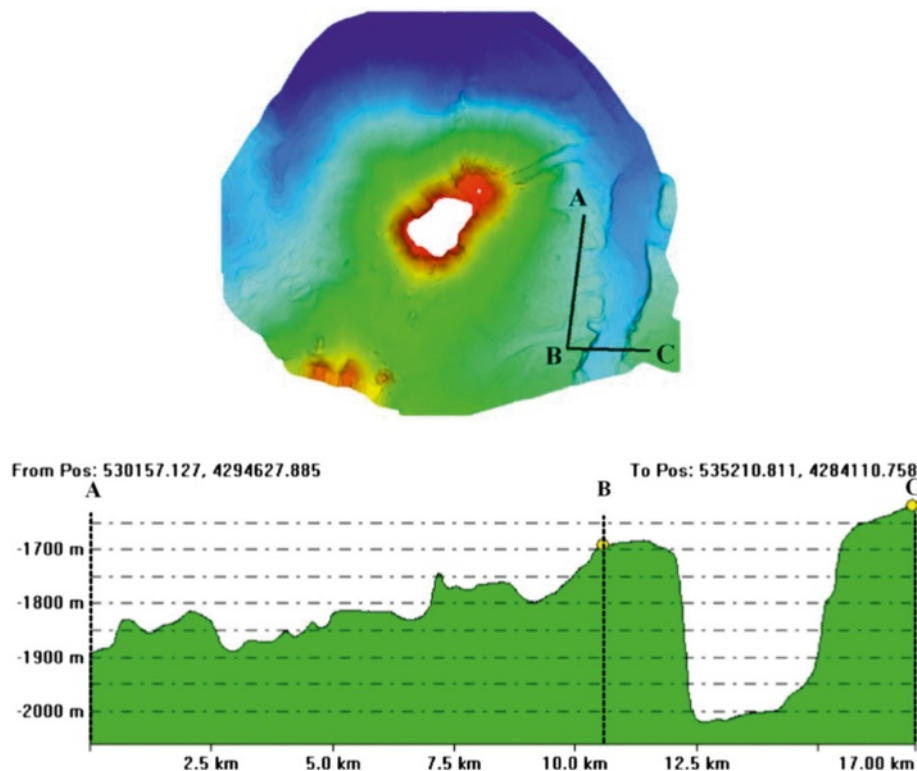 A
B
C
From Pos: 530157.127, 4294627.885
To Pos: 535210.811, 4284110.758
A
B
C
-1700 m
-1800 m
-1900 m
-2000 m
2.5 km
5.0 km
7.5 km
10.0 km
12.5 km
17.00 km